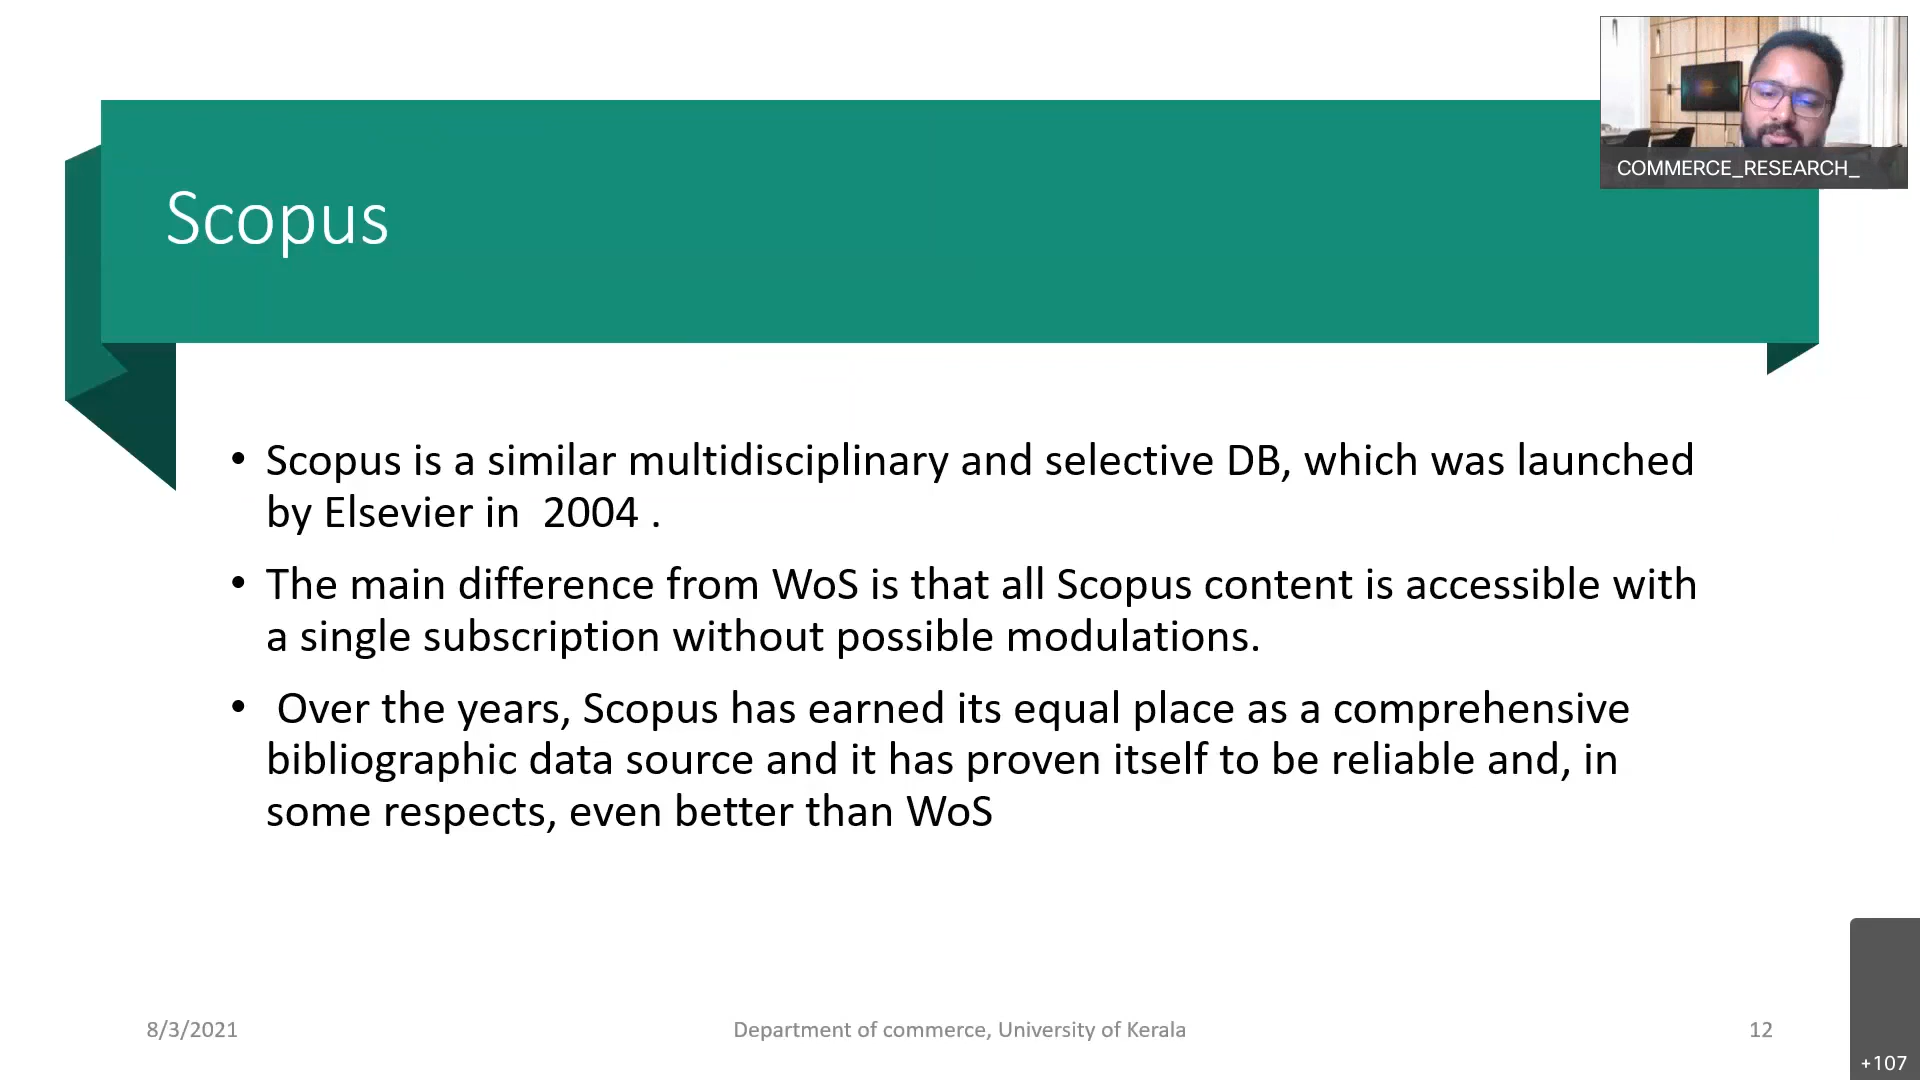 COMMERCE_RESEARCH_
Scopus
• Scopus is a similar multidisciplinary and selective DB, which was launched
by Elsevier in  2004 .
• The main difference from WoS is that all Scopus content is accessible with
a single subscription without possible modulations.
•  Over the years, Scopus has earned its equal place as a comprehensive
bibliographic data source and it has proven itself to be reliable and, in
some respects, even better than WoS
8/3/2021
Department of commerce, University of Kerala
12
+107